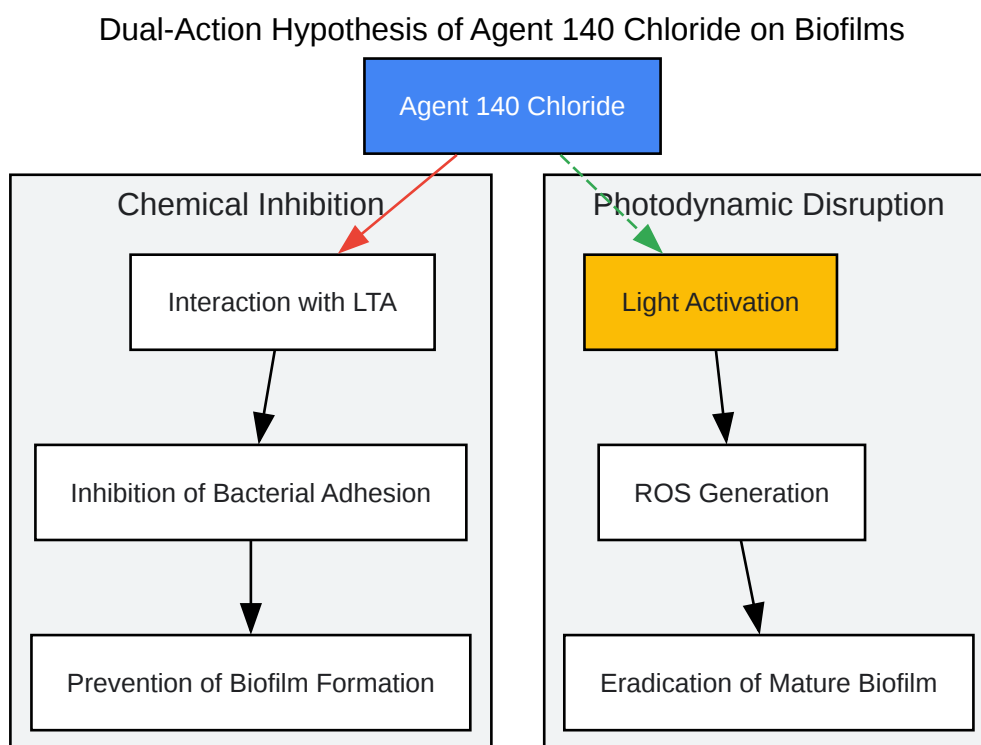 Dual-Action Hypothesis of Agent 140 Chloride on Biofilms
Agent 140 Chloride
Chemical Inhibition
Interaction with LTA
Inhibition of Bacterial Adhesion
Prevention of Biofilm Formation
Photodynamic Disruption
Light Activation
ROS Generation
Eradication of Mature Biofilm